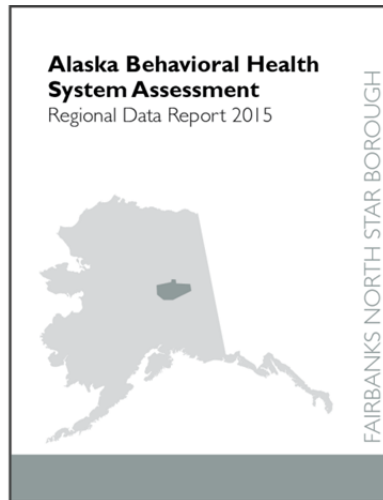 Alaska Behavioral Health
System Assessment
Regional Data Report 2015
FAIRBANKS NORTH STAR BOROUGH